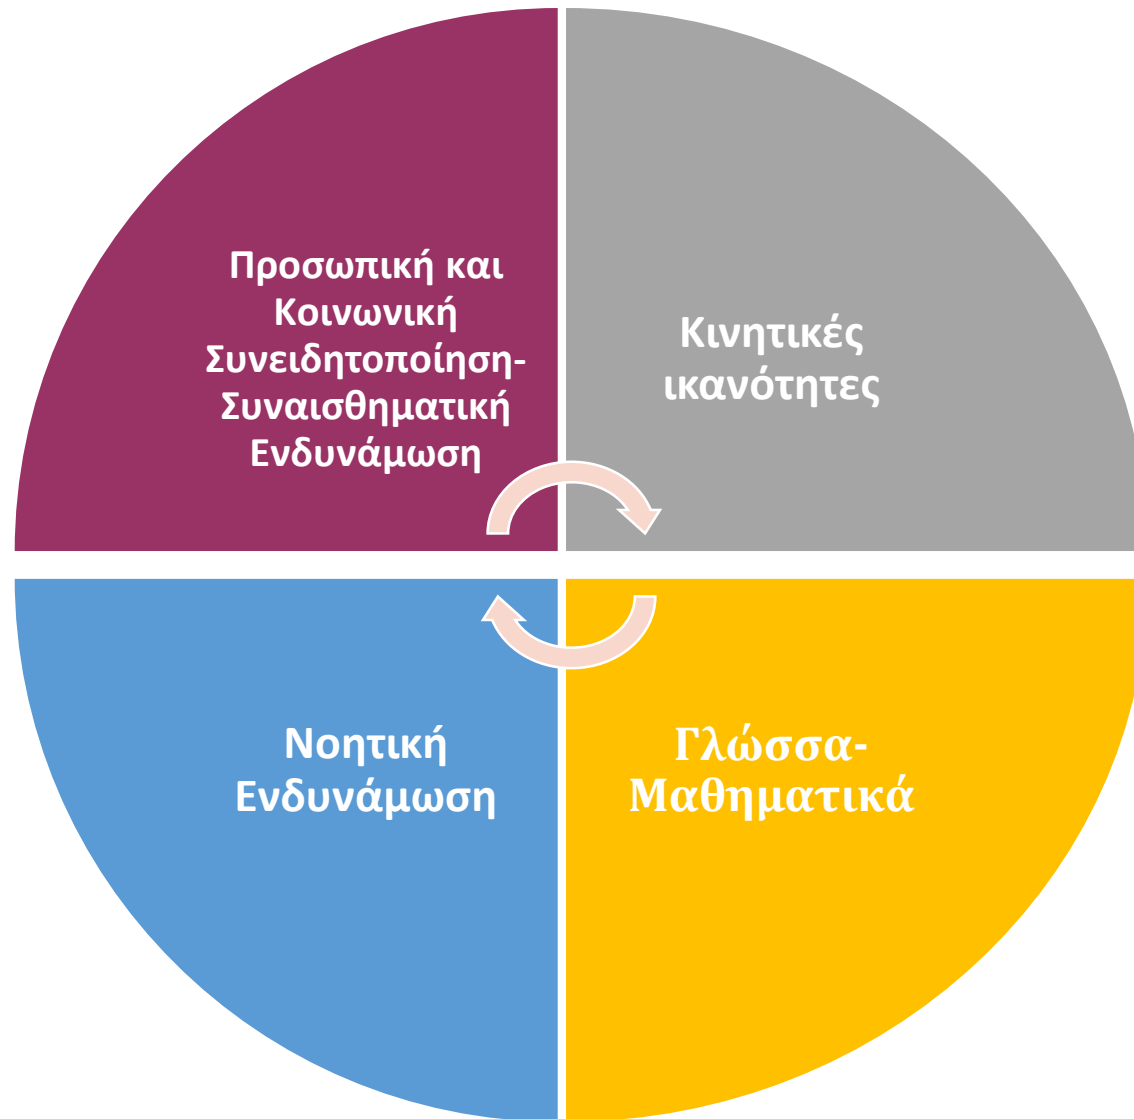 Προσωπική και
Κοινωνική
Συνειδητοποίηση-
Συναισθηματική
Ενδυνάμωση
Κινητικές
ικανότητες
Νοητική
Ενδυνάμωση
Γλώσσα-
Μαθηματικά